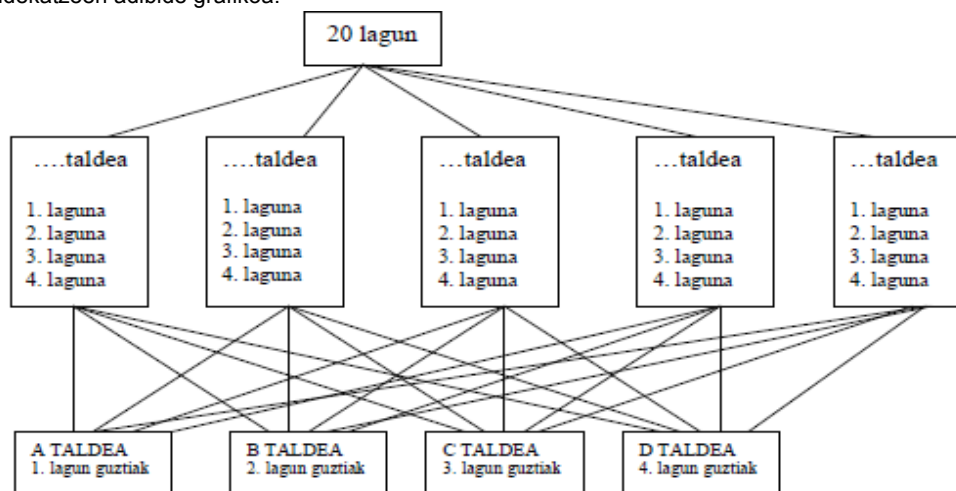 20 lagun
....taldea
1. laguna
2. laguna
3. laguna
4. laguna
....taldea
1. laguna
2. laguna
3. laguna
4. laguna
...taldea
1. laguna
2. laguna
3. laguna
4. laguna
...taldea
1. laguna
2. laguna
3. laguna
4. laguna
...taldea
1. laguna
2. laguna
3. laguna
4. laguna
A TALDEA
1. lagun guztiak
B TALDEA
2. lagun guztiak
C TALDEA
3. lagun guztiak
D TALDEA
4. lagun guztiak